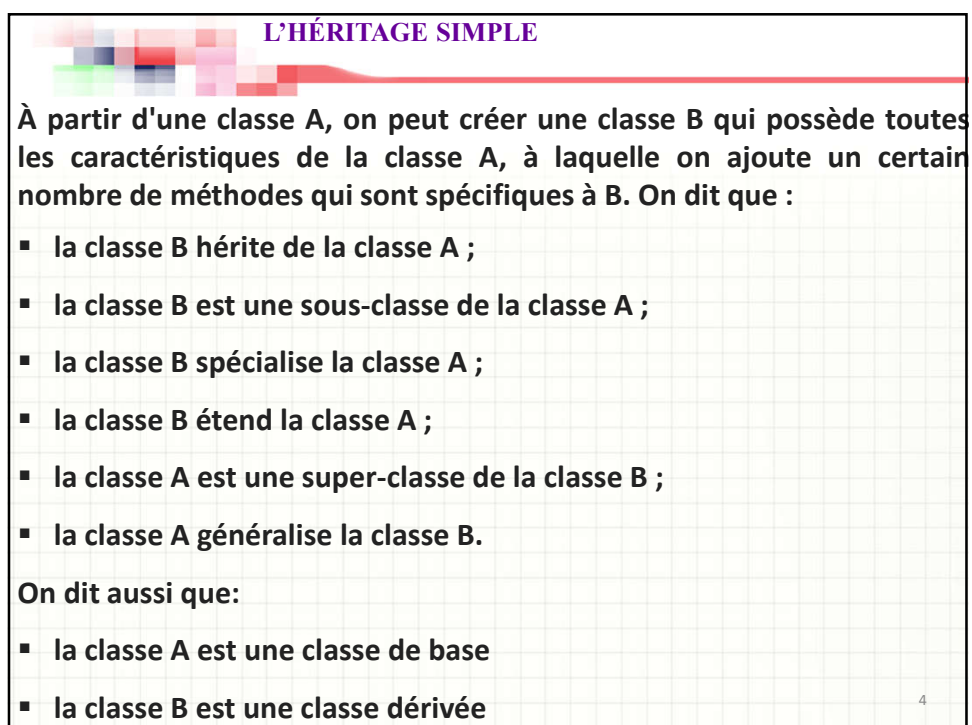 L'HÉRITAGE SIMPLE
À partir d'une classe A, on peut créer une classe B qui possède toutes
les caractéristiques de la classe A, à laquelle on ajoute un certain
nombre de méthodes qui sont spécifiques à B. On dit que :
▪ la classe B hérite de la classe A ;
▪ la classe B est une sous-classe de la classe A ;
▪ la classe B spécialise la classe A ;
▪ la classe B étend la classe A ;
▪ la classe A est une super-classe de la classe B ;
▪ la classe A généralise la classe B.
On dit aussi que:
▪ la classe A est une classe de base
▪ la classe B est une classe dérivée
4